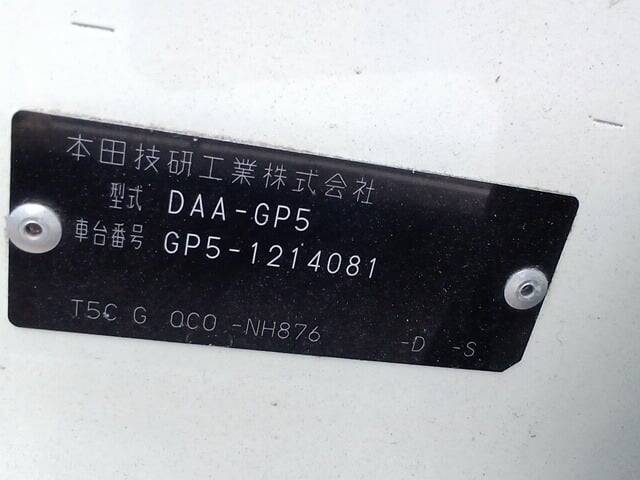 本田技研工業株式会社
型式 DAA-GP5
車台番号 GP5-1214081
T5C G QCO -NH876 -D -S